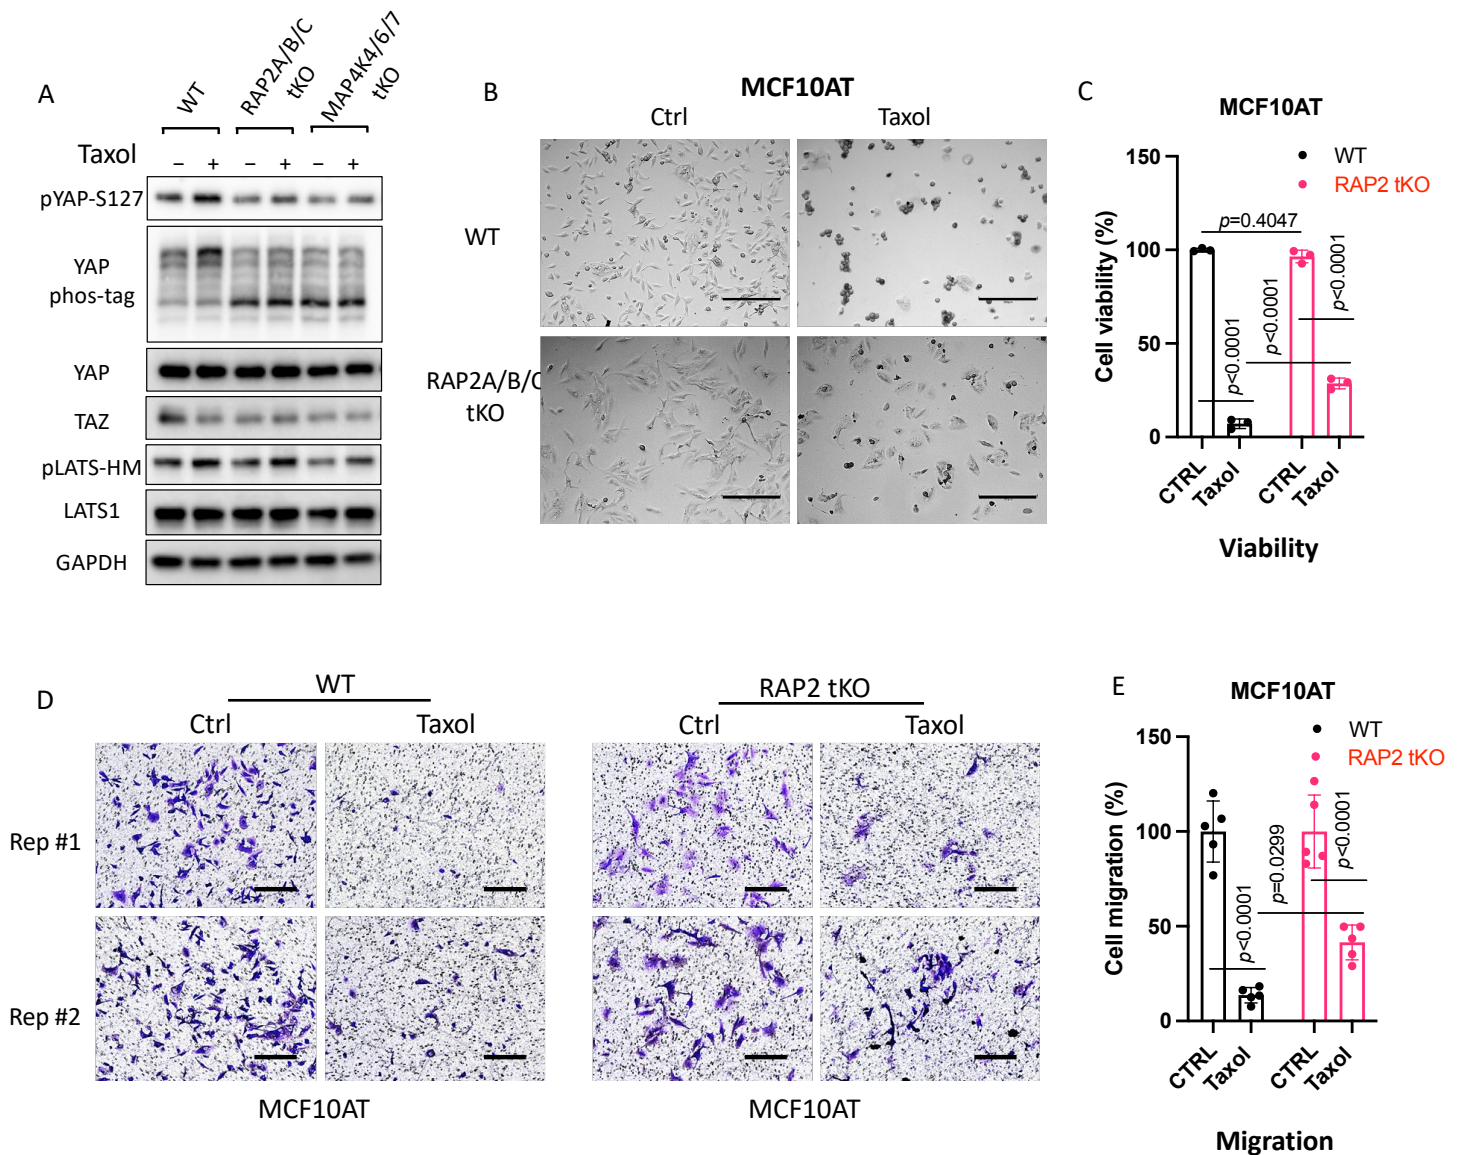 A
WT
RAP2A/B/C
tKO
MAP4K4/6/7
tKO
Taxol
– + – + – +
pYAP-S127
YAP
phos-tag
YAP
TAZ
pLATS-HM
LATS1
GAPDH
B
MCF10AT
Ctrl Taxol
WT
RAP2A/B/C
tKO
C
MCF10AT
WT
RAP2 tKO
Cell viability (%)
150
100
50
0
p=0.4047
p<0.0001
p<0.0001
p<0.0001
CTRL
Taxol
CTRL
Taxol
Viability
D
WT
Ctrl Taxol
RAP2 tKO
Ctrl Taxol
Rep #1
Rep #2
MCF10AT
MCF10AT
E
MCF10AT
WT
RAP2 tKO
Cell migration (%)
150
100
50
0
p<0.0001
p=0.0299
p<0.0001
CTRL
Taxol
CTRL
Taxol
Migration